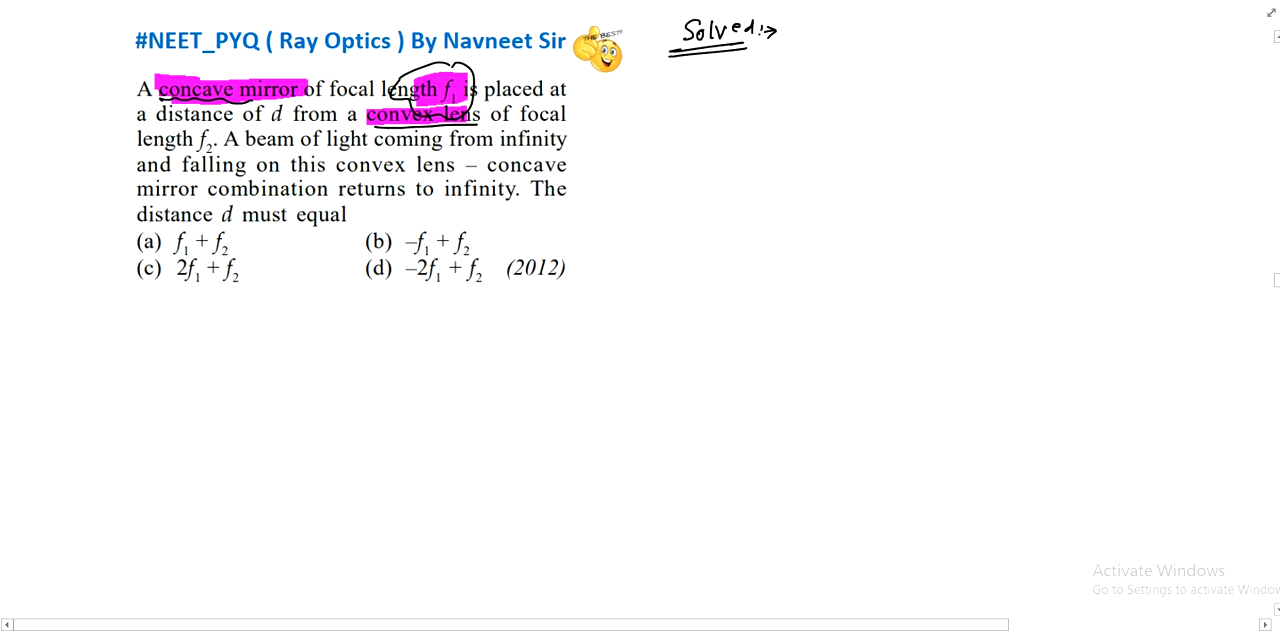 #NEET_PYQ ( Ray Optics ) By Navneet Sir
THE BEST!!
Solved:→
A concave mirror of focal length f₁ is placed at
a distance of d from a convex lens of focal
length f₂. A beam of light coming from infinity
and falling on this convex lens – concave
mirror combination returns to infinity. The
distance d must equal
(a) f₁ + f₂ (b) –f₁ + f₂
(c) 2f₁ + f₂ (d) –2f₁ + f₂ (2012)
Activate Windows
Go to Settings to activate Window